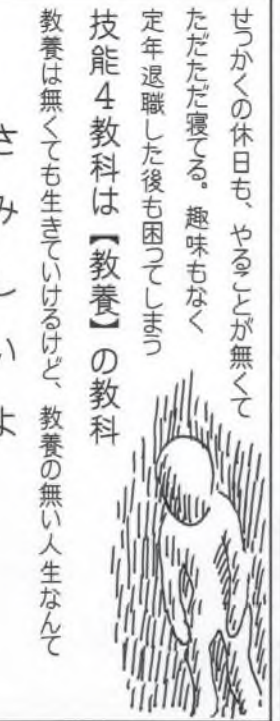 せっかくの休日も、やることが無くて
ただただ寝てる。趣味もなく
定年退職した後も困ってしまう
技能4教科は【教養】の教科
教養は無くても生きていけるけど、教養の無い人生なんて
さみしいよ